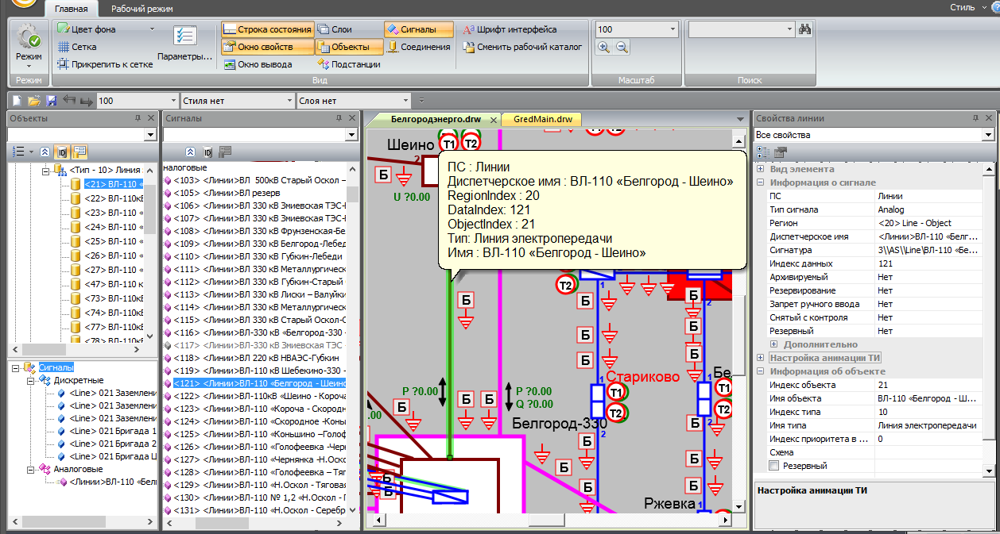 Главная
Рабочий режим
Стиль
Режим
Режим
Цвет фона
Сетка
Прикрепить к сетке
Параметры...
Строка состояния
Окно свойств
Окно вывода
Слои
Объекты
Подстанции
Сигналы
Соединения
Шрифт интерфейса
Сменить рабочий каталог
Вид
100
Масштаб
Поиск
100
Стиля нет
Слоя нет
Объекты
<Тип - 10> Линия
<21> ВЛ-110 «
<22> ВЛ-110кВ
<23> ВЛ-110 «
<24> ВЛ-110 «
<25> ВЛ-110 «
<26> ВЛ-110 «
<27> ВЛ-110 «
<47> ВЛ-110 к
<73> ВЛ-110кВ
<74> ВЛ-110кВ
<77> ВЛ-110кВ
<78> ВЛ-110кВ
Сигналы
Дискретные
<Line> 021 Заземлени
<Line> 021 Заземлени
<Line> 021 Заземлени
<Line> 021 Заземлени
<Line> 021 Бригада 1
<Line> 021 Бригада 2
<Line> 021 Бригада Ц
Аналоговые
<Линии>ВЛ-110 «Бел
Сигналы
налоговые
<103> <Линии>ВЛ 500кВ Старый Оскол –
<105> <Линии>ВЛ резерв
<106> <Линии>ВЛ 330 кВ Змиевская ТЭС-
<107> <Линии>ВЛ 330 кВ Змиевская ТЭС-
<108> <Линии>ВЛ 330 кВ Фрунзенская-Бе
<109> <Линии>ВЛ 330 кВ Белгород-Лебед
<110> <Линии>ВЛ 330 кВ Губкин-Лебеди
<111> <Линии>ВЛ 330 кВ Металлургическ
<112> <Линии>ВЛ 330 кВ Губкин-Старый
<113> <Линии>ВЛ 330 кВ Лиски – Валуйки
<114> <Линии>ВЛ 330 кВ Металлургическ
<115> <Линии>ВЛ 330 кВ Старый Оскол-С
<116> <Линии>ВЛ-330 кВ «Белгород-330
<117> <Линии>ВЛ-330 кВ Змиевская ТЭС
<118> <Линии>ВЛ 220 кВ НВАЭС-Губкин
<119> <Линии>ВЛ-110 кВ Шебекино-330 -
<121> <Линии>ВЛ-110 «Белгород - Шеино
<122> <Линии>ВЛ-110кВ «Шеино - Короча
<123> <Линии>ВЛ-110 «Короча - Скородн
<124> <Линии>ВЛ-110 «Скородное -Конь
<125> <Линии>ВЛ-110 «Коньшино –Голоф
<126> <Линии>ВЛ-110 «Голофеевка -Черн
<127> <Линии>ВЛ-110 «Чернянка -Н.Оско
<128> <Линии>ВЛ-110 «Голофеевка – Тяг
<129> <Линии>ВЛ-110 «Н.Оскол - Тяговая
<130> <Линии>ВЛ-110 № 1,2 «Н.Оскол - Г
<131> <Линии>ВЛ-110 «Н.Оскол - Серебр
Белгородэнерго.drw
GredMain.drw
Шеино
T1
T2
2
Б
U ?0.00
ПС : Линии
Диспетчерское имя : ВЛ-110 «Белгород - Шеино»
RegionIndex : 20
DataIndex: 121
ObjectIndex : 21
Тип: Линия электропередачи
Имя : ВЛ-110 «Белгород - Шеино»
T2
1
Б
Б
2
Б
Б
Б
Б
Б
Стариково
1
T1
T2
2
1
Бе
T1
T2
P ?0.00
Б
Б
Б
P ?0.00
Q ?0.00
.00
Белгород-330
Б
Б
Б
Б
Б
Б
Б
Б
Ржевка
1
Свойства линии
Все свойства
Вид элемента
Информация о сигнале
ПС Линии
Тип сигнала Analog
Регион <20> Line - Object
Диспетчерское имя <Линии>ВЛ-110 «Белг...
Сигнатура 3\\AS\\Line\ВЛ-110 «Бе...
Индекс данных 121
Архивируемый Нет
Резервирование Нет
Запрет ручного ввода Нет
Снятый с контроля Нет
Резервный Нет
Дополнительно
Настройка анимации ТИ
Информация об объекте
Индекс объекта 21
Имя объекта ВЛ-110 «Белгород - Ш...
Индекс типа 10
Имя типа Линия электропередачи
Индекс приоритета в ... 0
Схема
Резервный
Настройка анимации ТИ